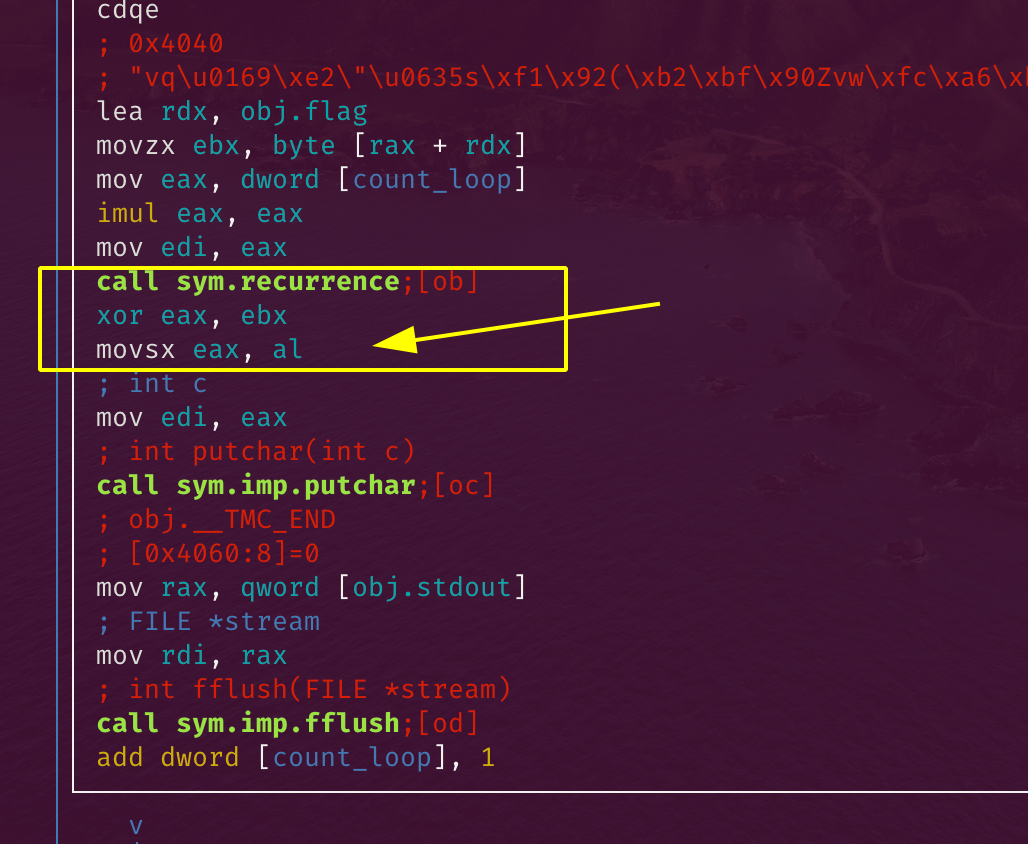 cdqe
; 0x4040
; "vq\u0169\xe2\"\u0635s\xf1\x92(\xb2\xbf\x90Zvw\xfc\xa6\x
lea rdx, obj.flag
movzx ebx, byte [rax + rdx]
mov eax, dword [count_loop]
imul eax, eax
mov edi, eax
call sym.recurrence;[ob]
xor eax, ebx
movsx eax, al
; int c
mov edi, eax
; int putchar(int c)
call sym.imp.putchar;[oc]
; obj.__TMC_END
; [0x4060:8]=0
mov rax, qword [obj.stdout]
; FILE *stream
mov rdi, rax
; int fflush(FILE *stream)
call sym.imp.fflush;[od]
add dword [count_loop], 1
v